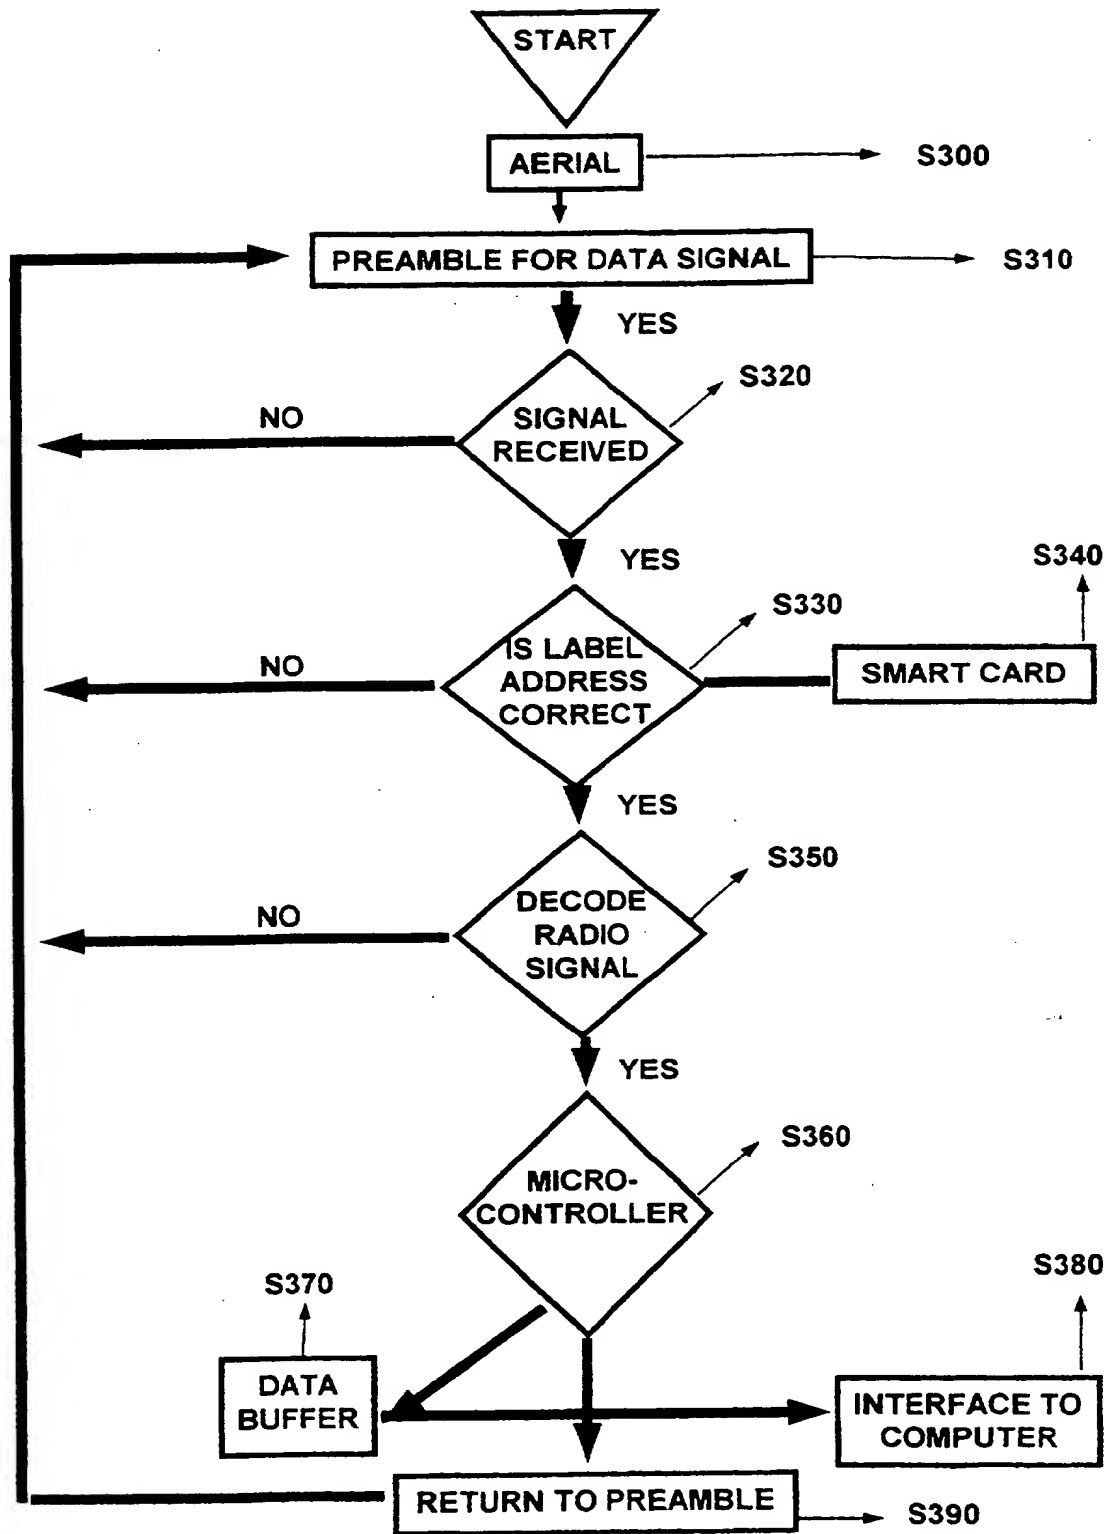 START
AERIAL
S300
PREAMBLE FOR DATA SIGNAL
S310
YES
SIGNAL
RECEIVED
S320
NO
YES
IS LABEL
ADDRESS
CORRECT
S330
S340
SMART CARD
NO
YES
DECODE
RADIO
SIGNAL
S350
NO
YES
MICRO-
CONTROLLER
S360
S370
DATA
BUFFER
S380
INTERFACE TO
COMPUTER
RETURN TO PREAMBLE
S390